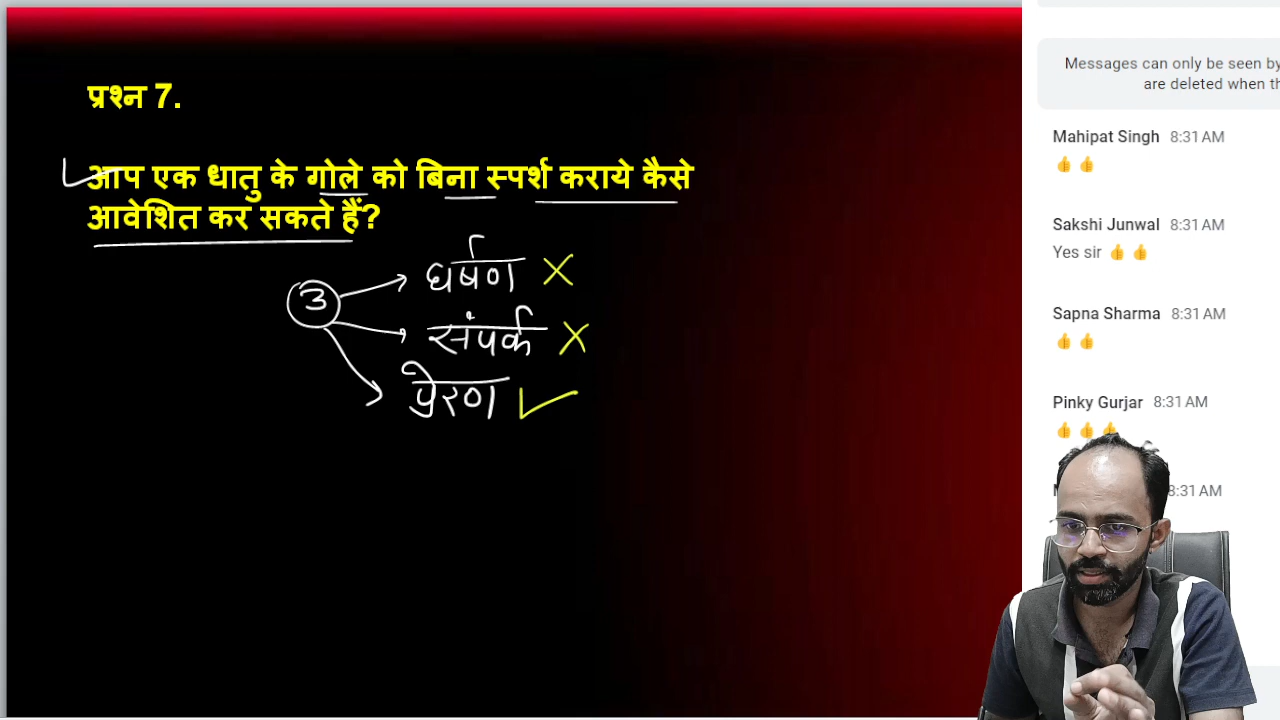 प्रश्न 7.
आप एक धातु के गोले को बिना स्पर्श कराये कैसे
आवेशित कर सकते हैं?
3
घर्षण
संपर्क
प्रेरण
Messages can only be seen by
are deleted when th
Mahipat Singh 8:31 AM
👍 👍
Sakshi Junwal 8:31 AM
Yes sir 👍 👍
Sapna Sharma 8:31 AM
👍 👍
Pinky Gurjar 8:31 AM
👍 👍 👍
8:31 AM